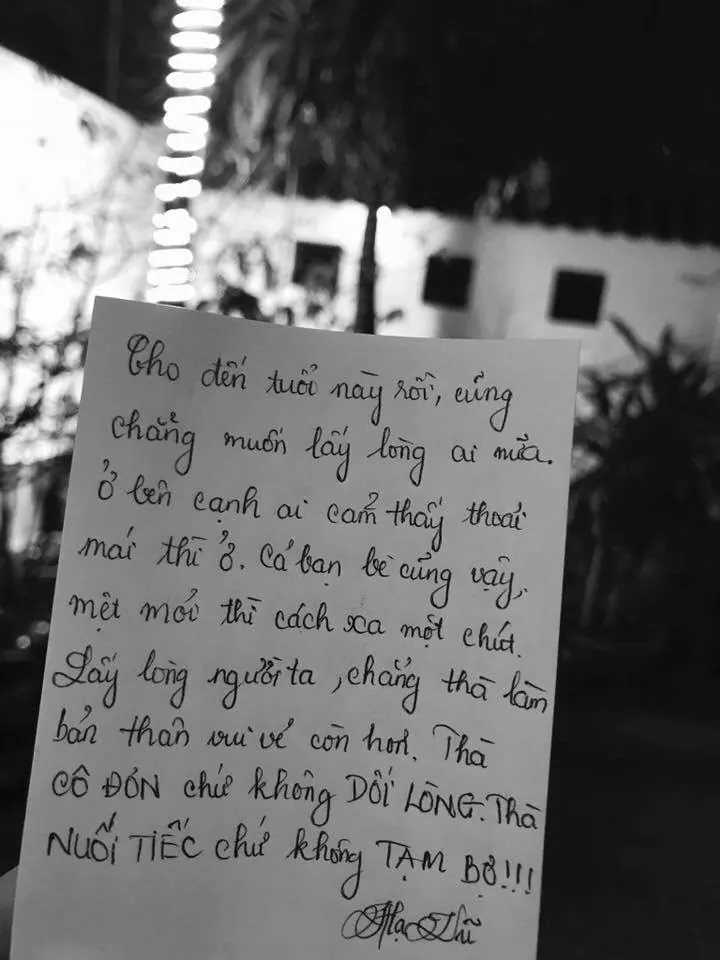 Cho đến tuổi này rồi, cũng
chẳng muốn lấy lòng ai nữa.
Ở bên cạnh ai cảm thấy thoải
mái thì ở. Cả bạn bè cũng vậy,
mệt mỏi thì cách xa một chút.
Lấy lòng người ta, chẳng thà làm
bản thân vui vẻ còn hơn. Thà
CÔ ĐƠN chứ không DỐI LÒNG. Thà
NUỐI TIẾC chứ không TẠM BỢ!!!